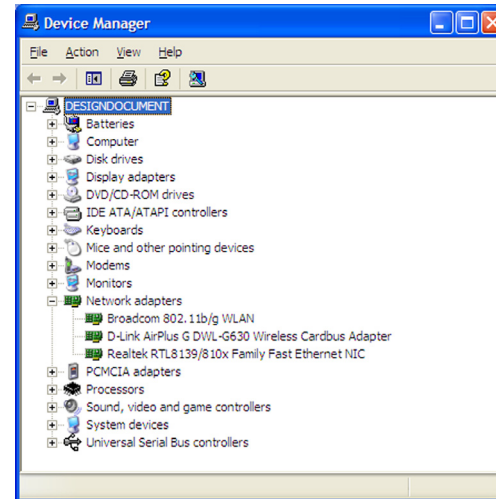 Device Manager
File Action View Help
DESIGNDOCUMENT
Batteries
Computer
Disk drives
Display adapters
DVD/CD-ROM drives
IDE ATA/ATAPI controllers
Keyboards
Mice and other pointing devices
Modems
Monitors
Network adapters
Broadcom 802.11b/g WLAN
D-Link AirPlus G DWL-G630 Wireless Cardbus Adapter
Realtek RTL8139/810x Family Fast Ethernet NIC
PCMCIA adapters
Processors
Sound, video and game controllers
System devices
Universal Serial Bus controllers